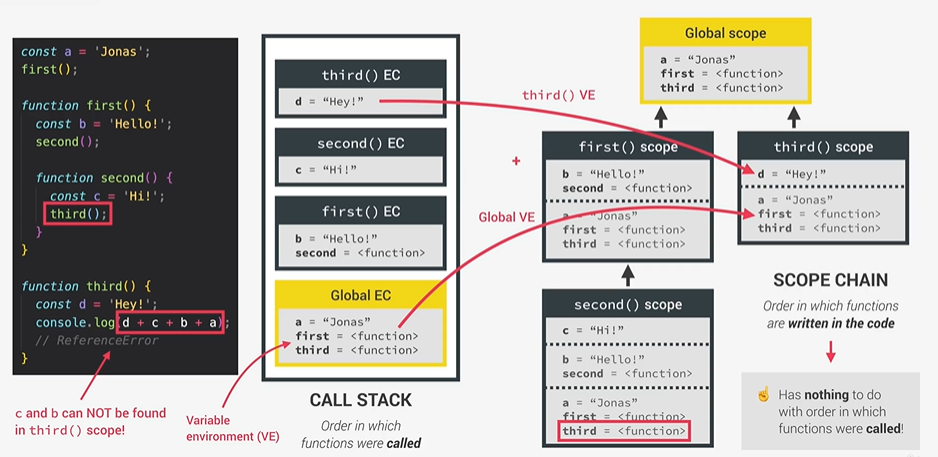 const a = 'Jonas';
first();
function first() {
const b = 'Hello!';
second();
function second() {
const c = 'Hi!';
third();
}
}
function third() {
const d = 'Hey!';
console.log(d + c + b + a);
// ReferenceError
}
c and b can NOT be found
in third() scope!
third() EC
d = “Hey!”
second() EC
c = “Hi!”
first() EC
b = “Hello!”
second = <function>
Global EC
a = “Jonas”
first = <function>
third = <function>
Variable
environment (VE)
CALL STACK
Order in which
functions were called
third() VE
+
Global VE
Global scope
a = “Jonas”
first = <function>
third = <function>
first() scope
b = “Hello!”
second = <function>
a = “Jonas”
first = <function>
third = <function>
third() scope
d = “Hey!”
a = “Jonas”
first = <function>
third = <function>
second() scope
c = “Hi!”
b = “Hello!”
second = <function>
a = “Jonas”
first = <function>
third = <function>
SCOPE CHAIN
Order in which functions
are written in the code
☝️ Has nothing to do
with order in which
functions were called!